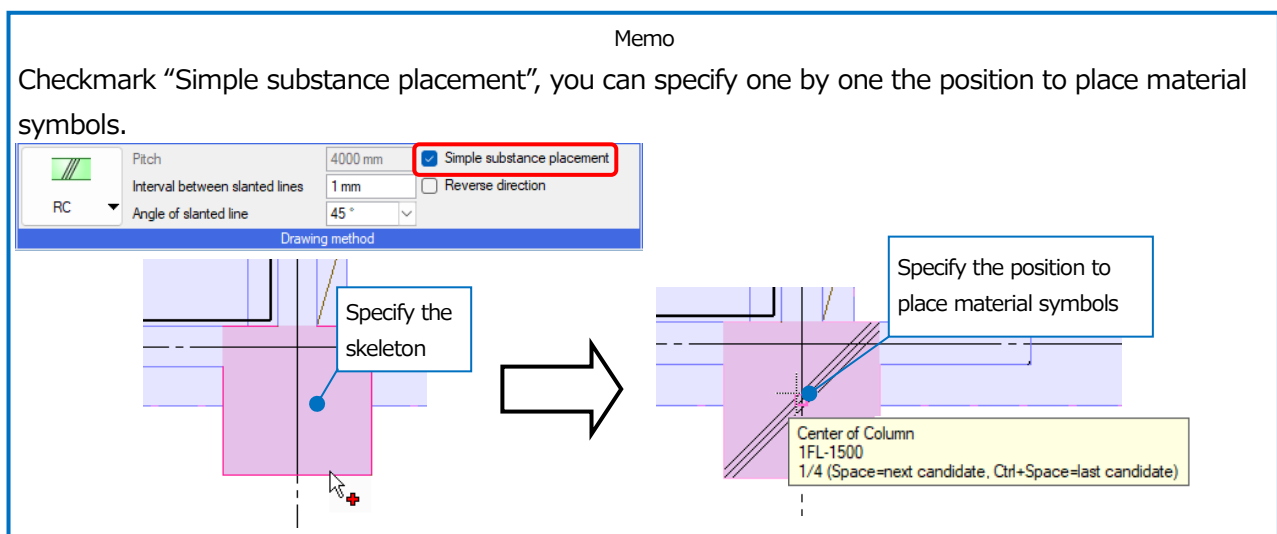 Memo
Checkmark “Simple substance placement”, you can specify one by one the position to place material
symbols.
Pitch 4000 mm Simple substance placement
Interval between slanted lines 1 mm Reverse direction
RC Angle of slanted line 45 °
Drawing method
Specify the
skeleton
Specify the position to
place material symbols
Center of Column
1FL-1500
1/4 (Space=next candidate, Ctrl+Space=last candidate)